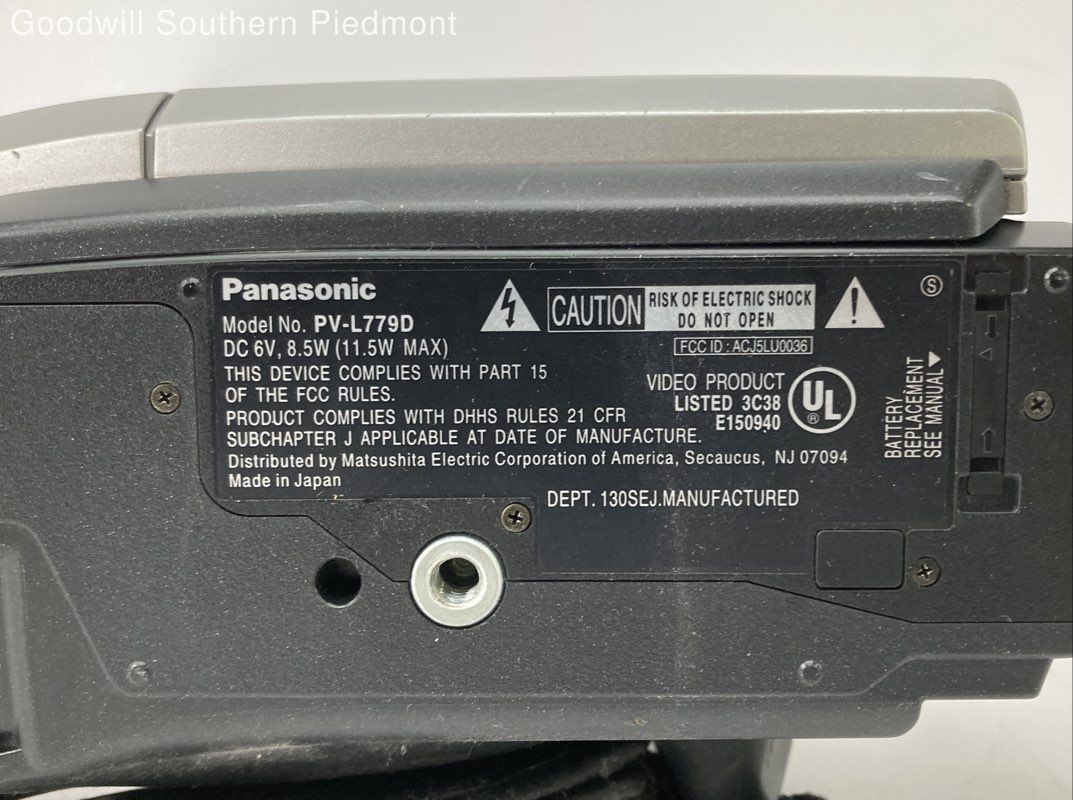 Goodwill Southern Piedmont
Panasonic
Model No. PV-L779D
DC 6V, 8.5W (11.5W MAX)
THIS DEVICE COMPLIES WITH PART 15
OF THE FCC RULES.
PRODUCT COMPLIES WITH DHHS RULES 21 CFR
SUBCHAPTER J APPLICABLE AT DATE OF MANUFACTURE.
Distributed by Matsushita Electric Corporation of America, Secaucus, NJ 07094
Made in Japan
CAUTION
RISK OF ELECTRIC SHOCK
DO NOT OPEN
FCC ID : ACJ5LU0036
VIDEO PRODUCT
LISTED 3C38
E150940
UL
®
S
BATTERY
REPLACEMENT
SEE MANUAL
DEPT. 130SEJ.MANUFACTURED